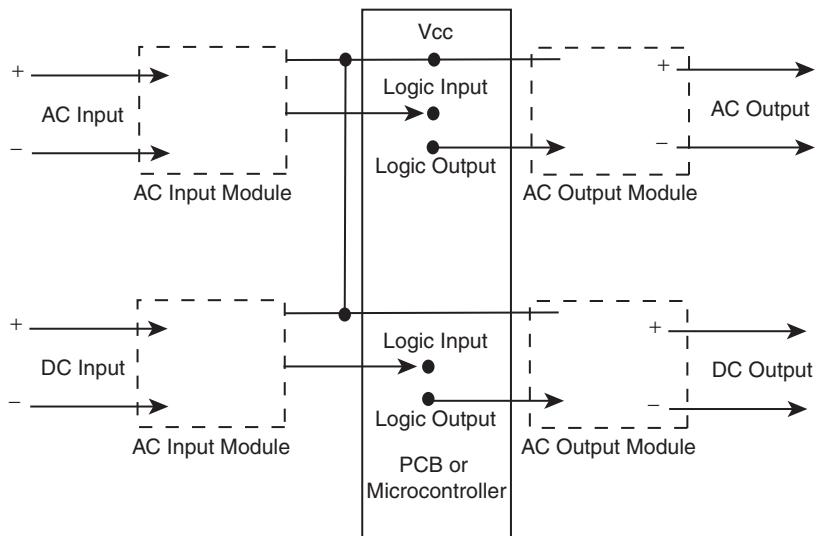 Vcc
+
AC Input
−
AC Input Module
Logic Input
Logic Output
+
AC Output
−
AC Output Module
+
DC Input
−
AC Input Module
Logic Input
Logic Output
+
DC Output
−
AC Output Module
PCB or
Microcontroller